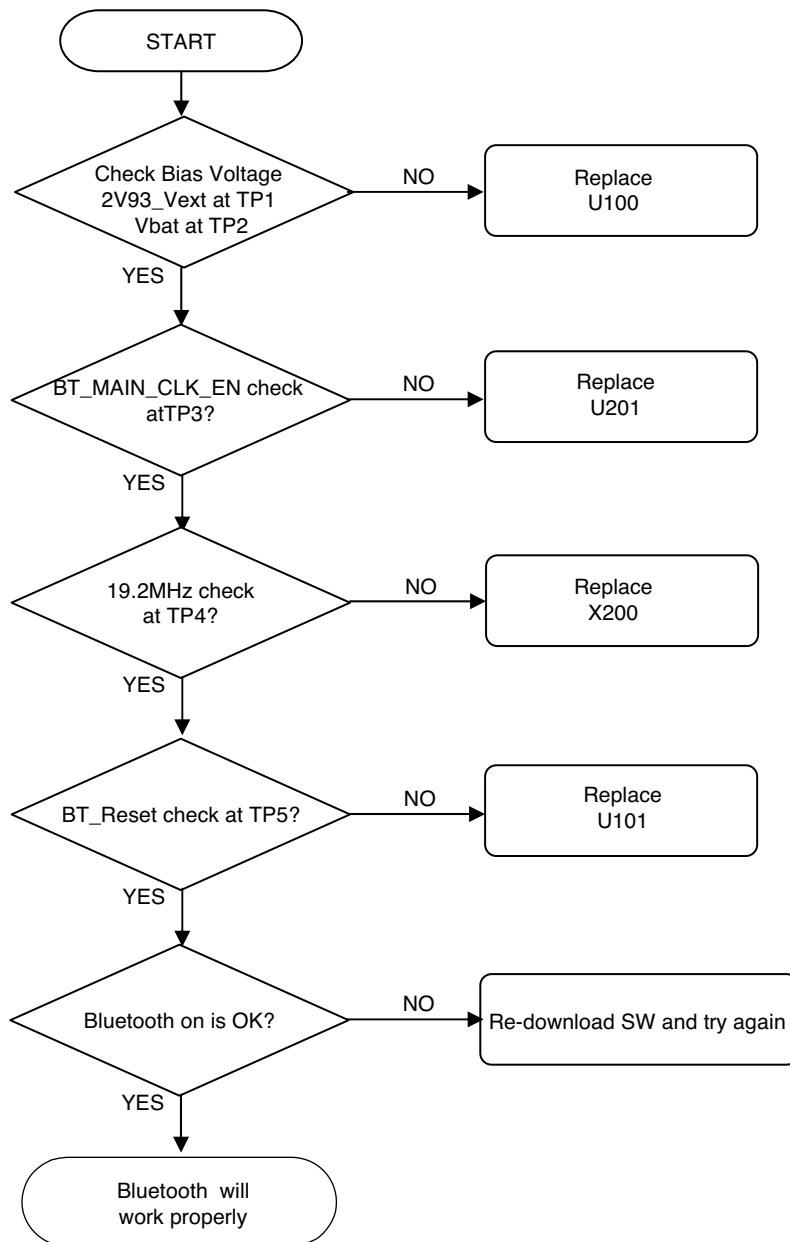 START
Check Bias Voltage
2V93_Vext at TP1
Vbat at TP2
NO
Replace
U100
YES
BT_MAIN_CLK_EN check
atTP3?
NO
Replace
U201
YES
19.2MHz check
at TP4?
NO
Replace
X200
YES
BT_Reset check at TP5?
NO
Replace
U101
YES
Bluetooth on is OK?
NO
Re-download SW and try again
YES
Bluetooth will
work properly